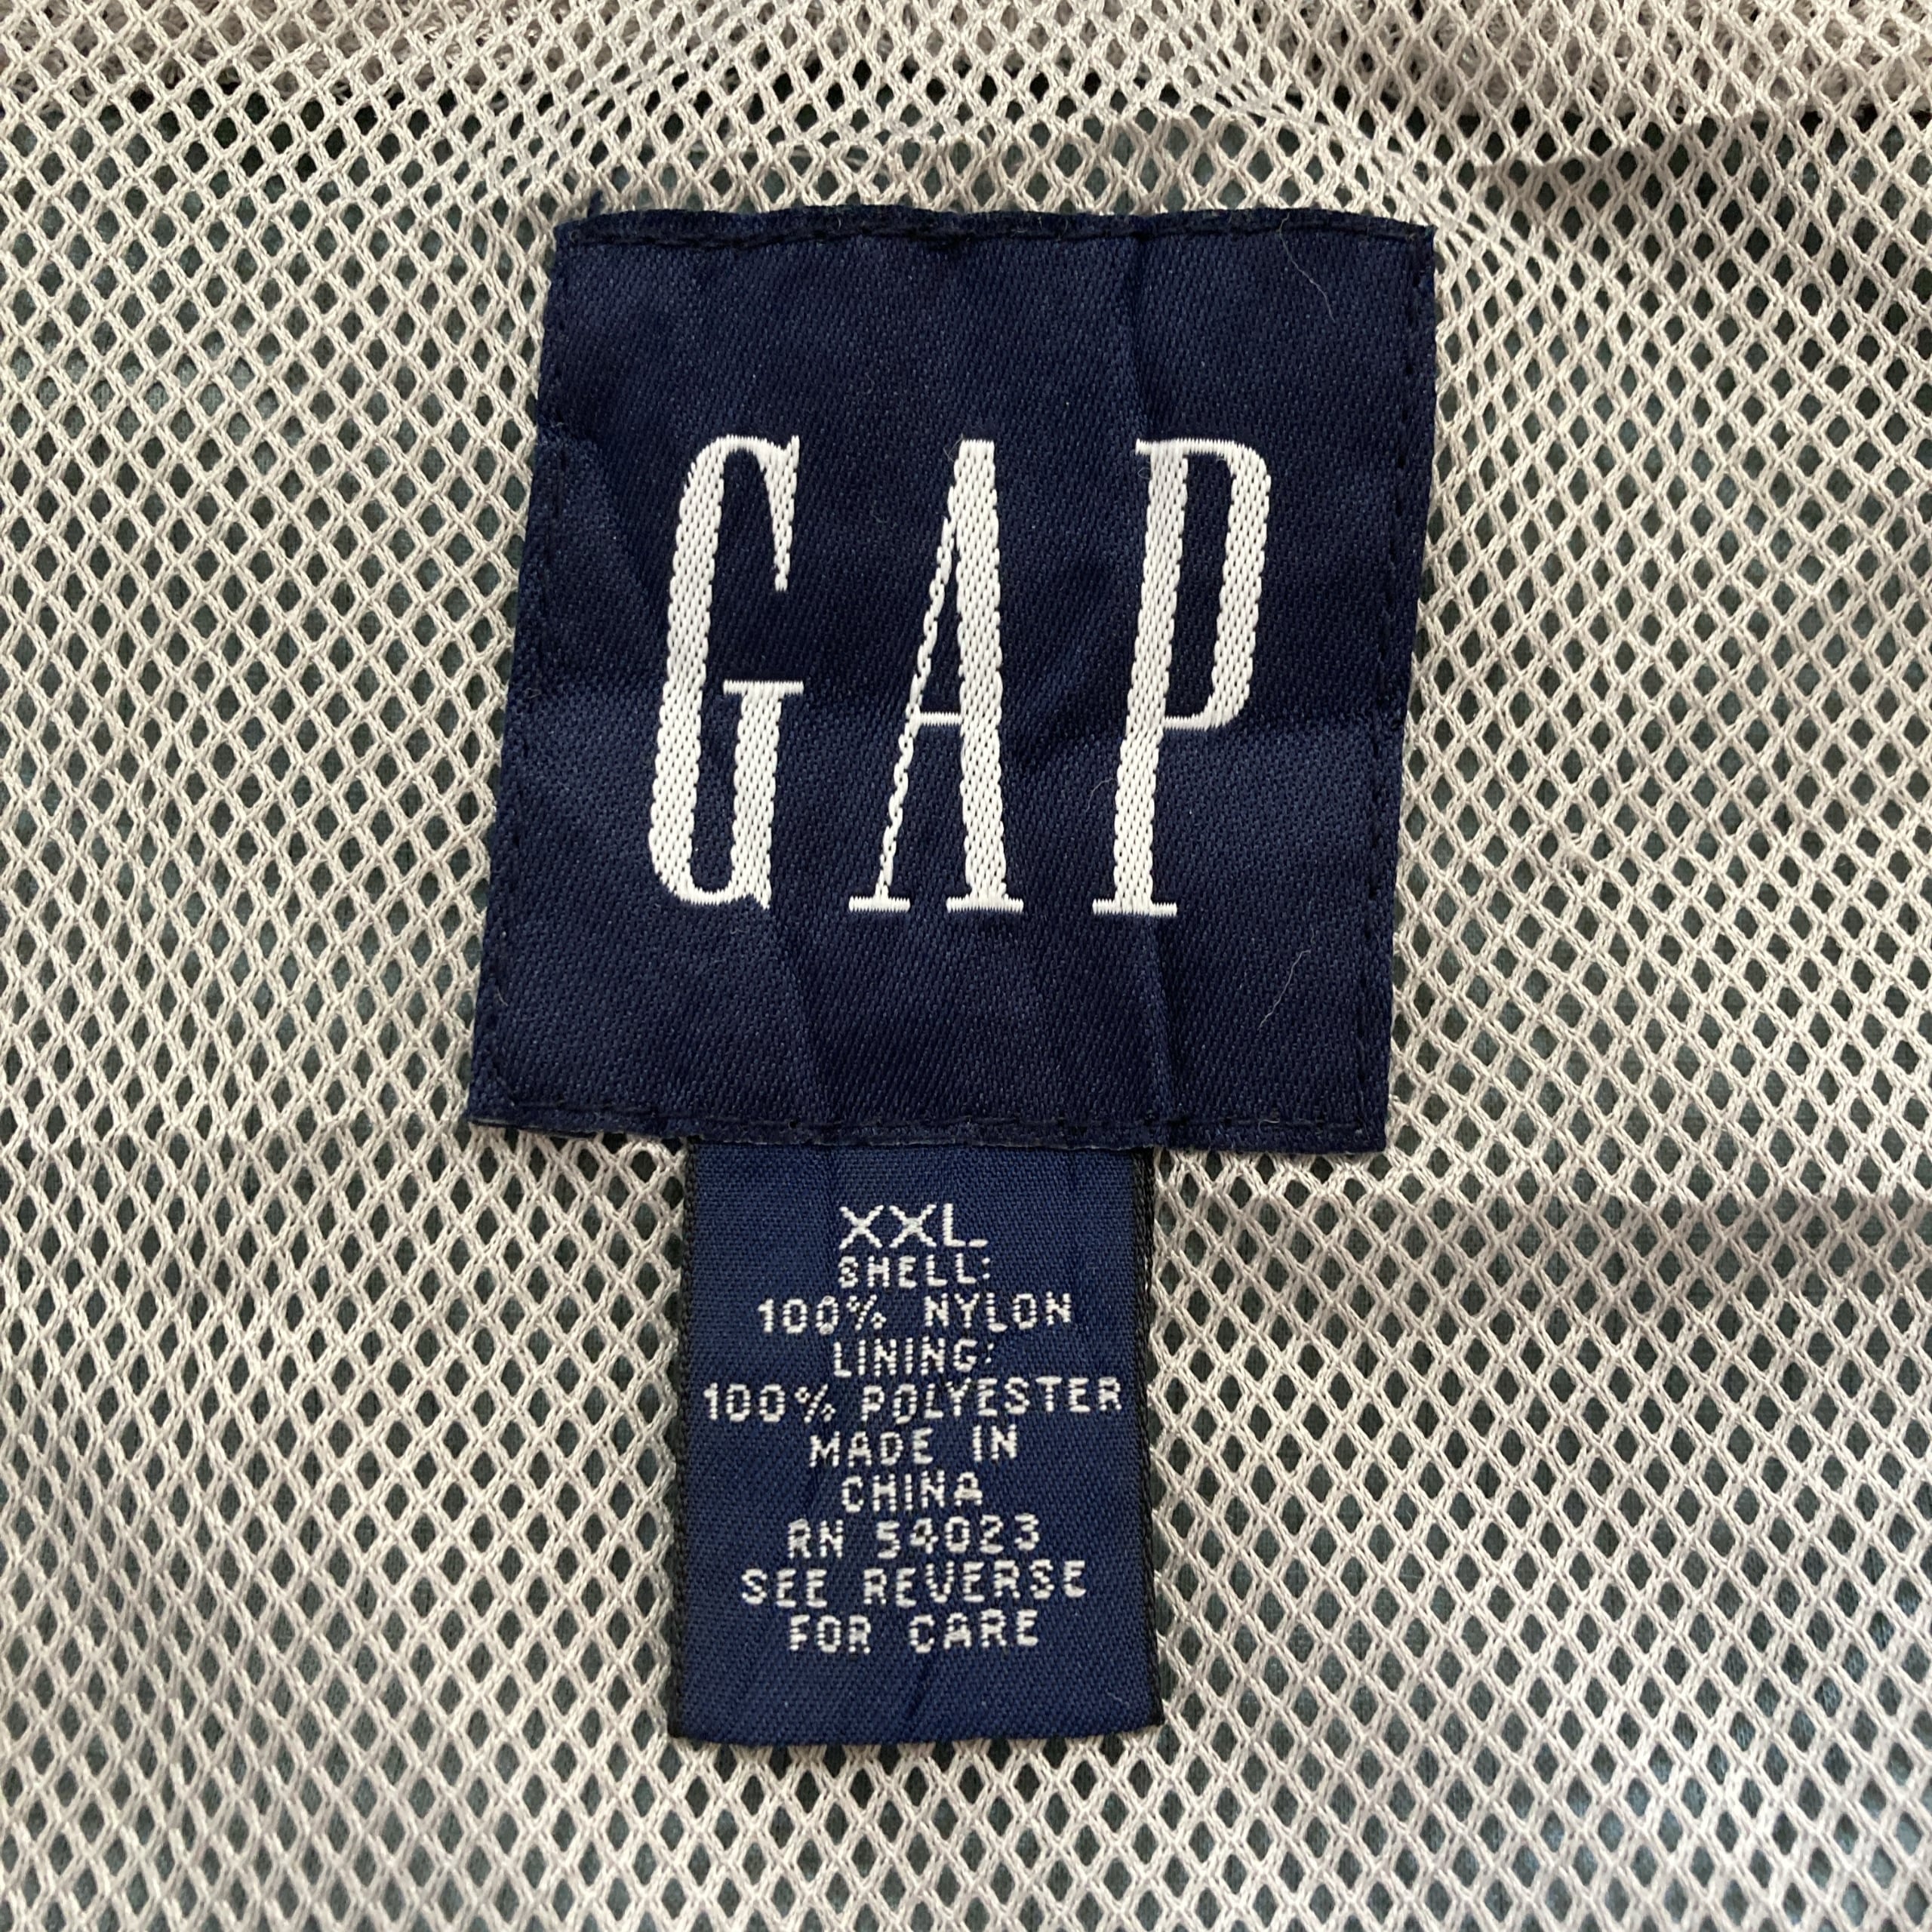 GAP
XXL
SHELL:
100% NYLON
LINING:
100% POLYESTER
MADE IN
CHINA
RN 54023
SEE REVERSE
FOR CARE